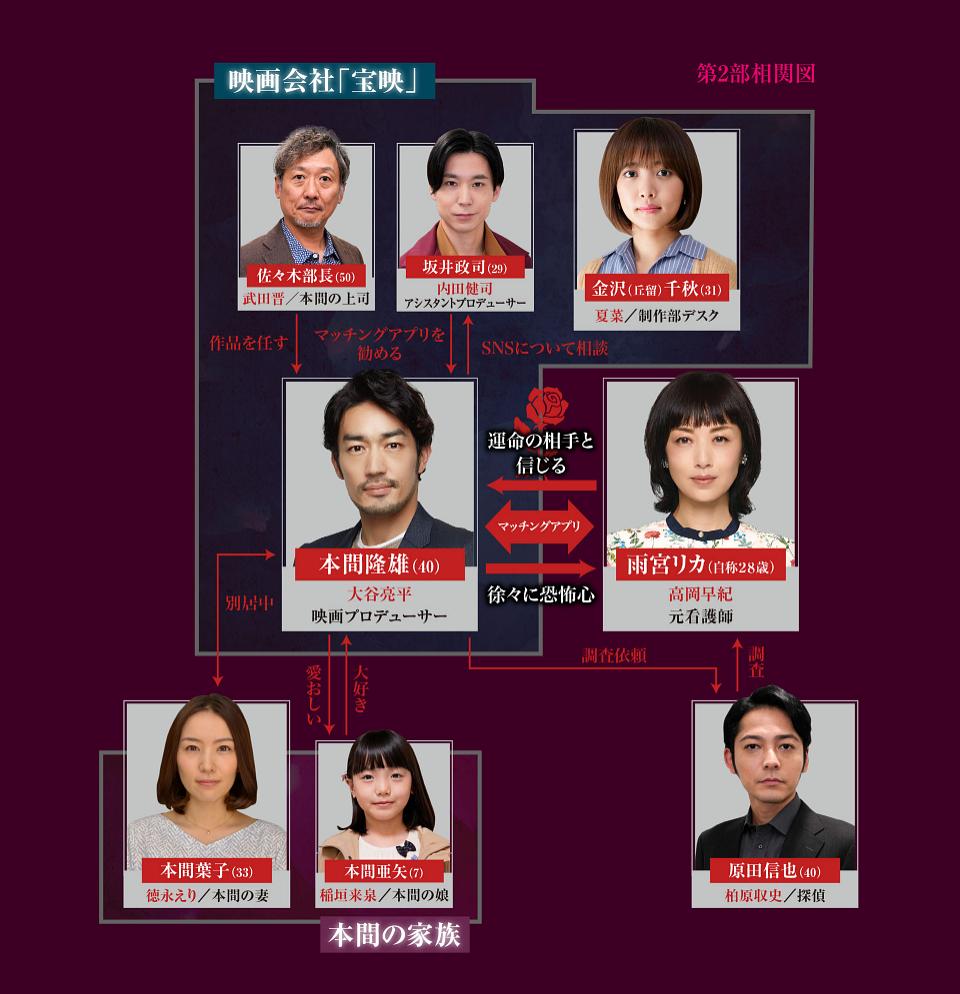 第2部相関図
映画会社「宝映」
佐々木部長(50)
武田晋／本間の上司
坂井政司(29)
内田健司
アシスタントプロデューサー
金沢(丘留)千秋(31)
夏菜／制作部デスク
作品を任す
マッチングアプリを
勧める
SNSについて相談
運命の相手と
信じる
マッチングアプリ
徐々に恐怖心
本間隆雄(40)
大谷亮平
映画プロデューサー
雨宮リカ(自称28歳)
高岡早紀
元看護師
別居中
愛おしい
大好き
調査依頼
調査
本間葉子(33)
徳永えり／本間の妻
本間亜矢(7)
稲垣来泉／本間の娘
原田信也(40)
柏原収史／探偵
本間の家族